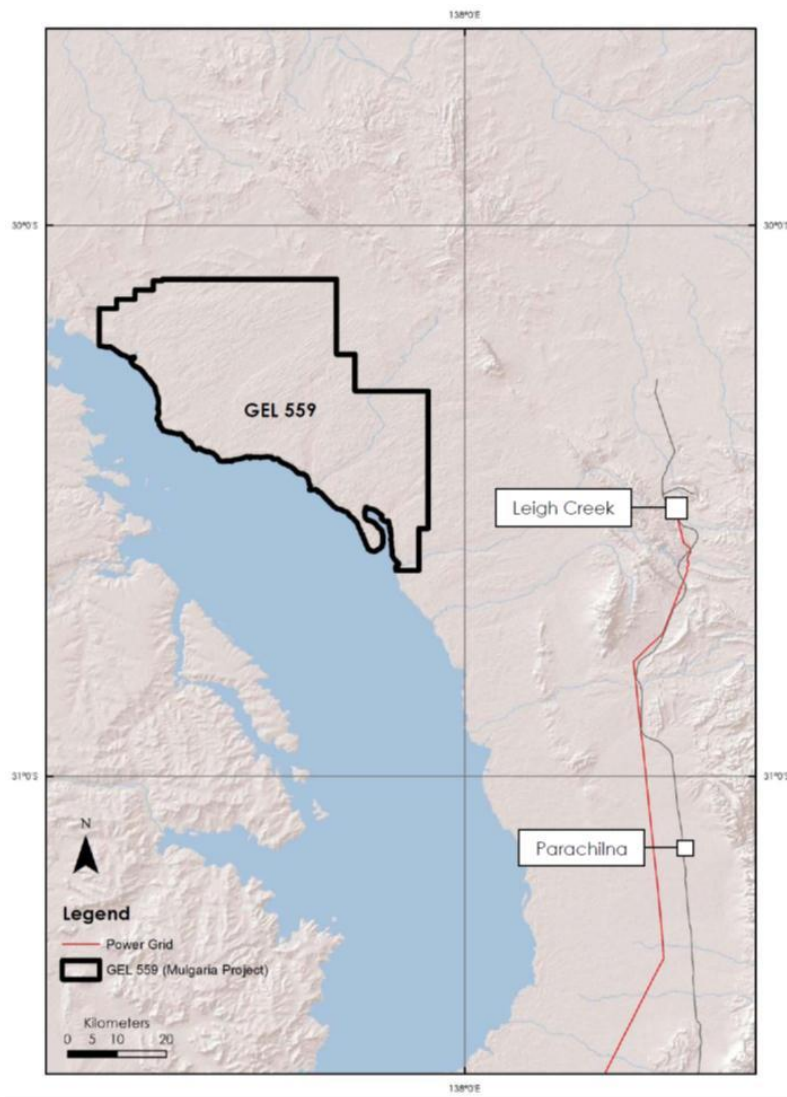 138°0'E
30°0'S
30°0'S
GEL 559
Leigh Creek
31°0'S
31°0'S
Parachilna
N
Legend
Power Grid
GEL 559 (Mulgaria Project)
Kilometers
0 5 10 20
138°0'E